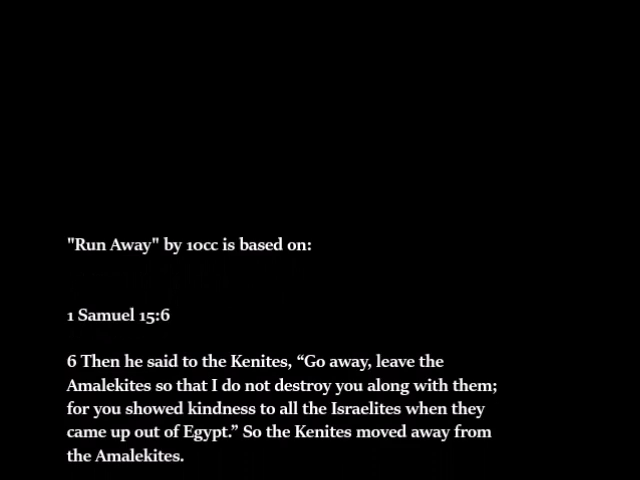 "Run Away" by 10cc is based on:
1 Samuel 15:6
6 Then he said to the Kenites, “Go away, leave the
Amalekites so that I do not destroy you along with them;
for you showed kindness to all the Israelites when they
came up out of Egypt.” So the Kenites moved away from
the Amalekites.